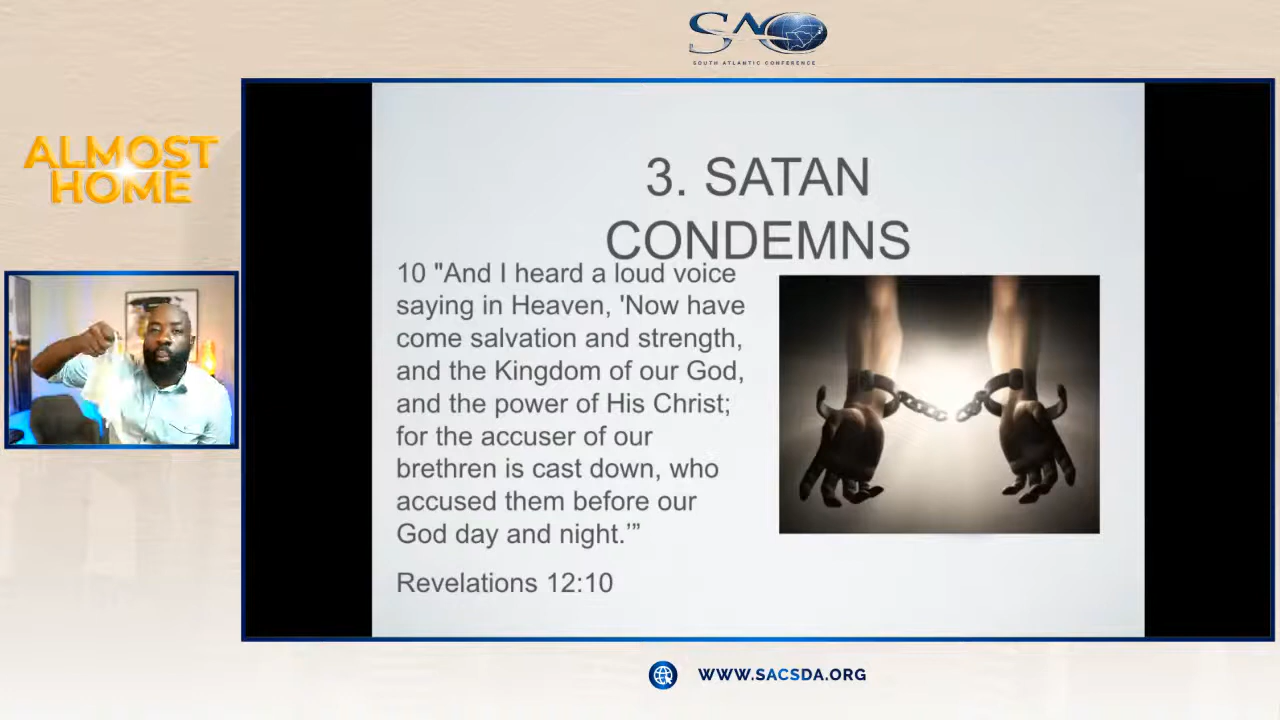 SAC
SOUTH ATLANTIC CONFERENCE
ALMOST
HOME
3. SATAN
CONDEMNS
10 "And I heard a loud voice
saying in Heaven, 'Now have
come salvation and strength,
and the Kingdom of our God,
and the power of His Christ;
for the accuser of our
brethren is cast down, who
accused them before our
God day and night.’”
Revelations 12:10
WWW.SACSDA.ORG